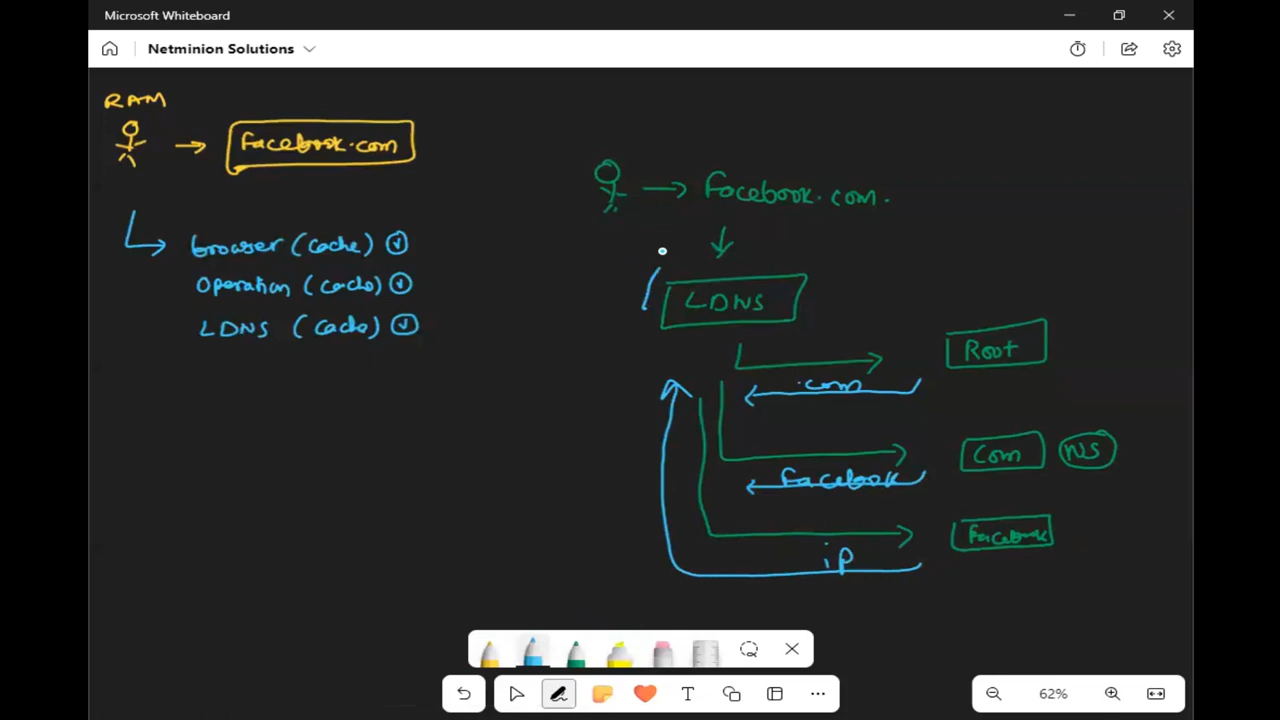 Microsoft Whiteboard
Netminion Solutions
RAM
facebook.com
browser (cache)
Operation (cache)
LDNS (cache)
facebook.com.
LDNS
Root
.com
Com
NS
facebook
facebook
ip
62%